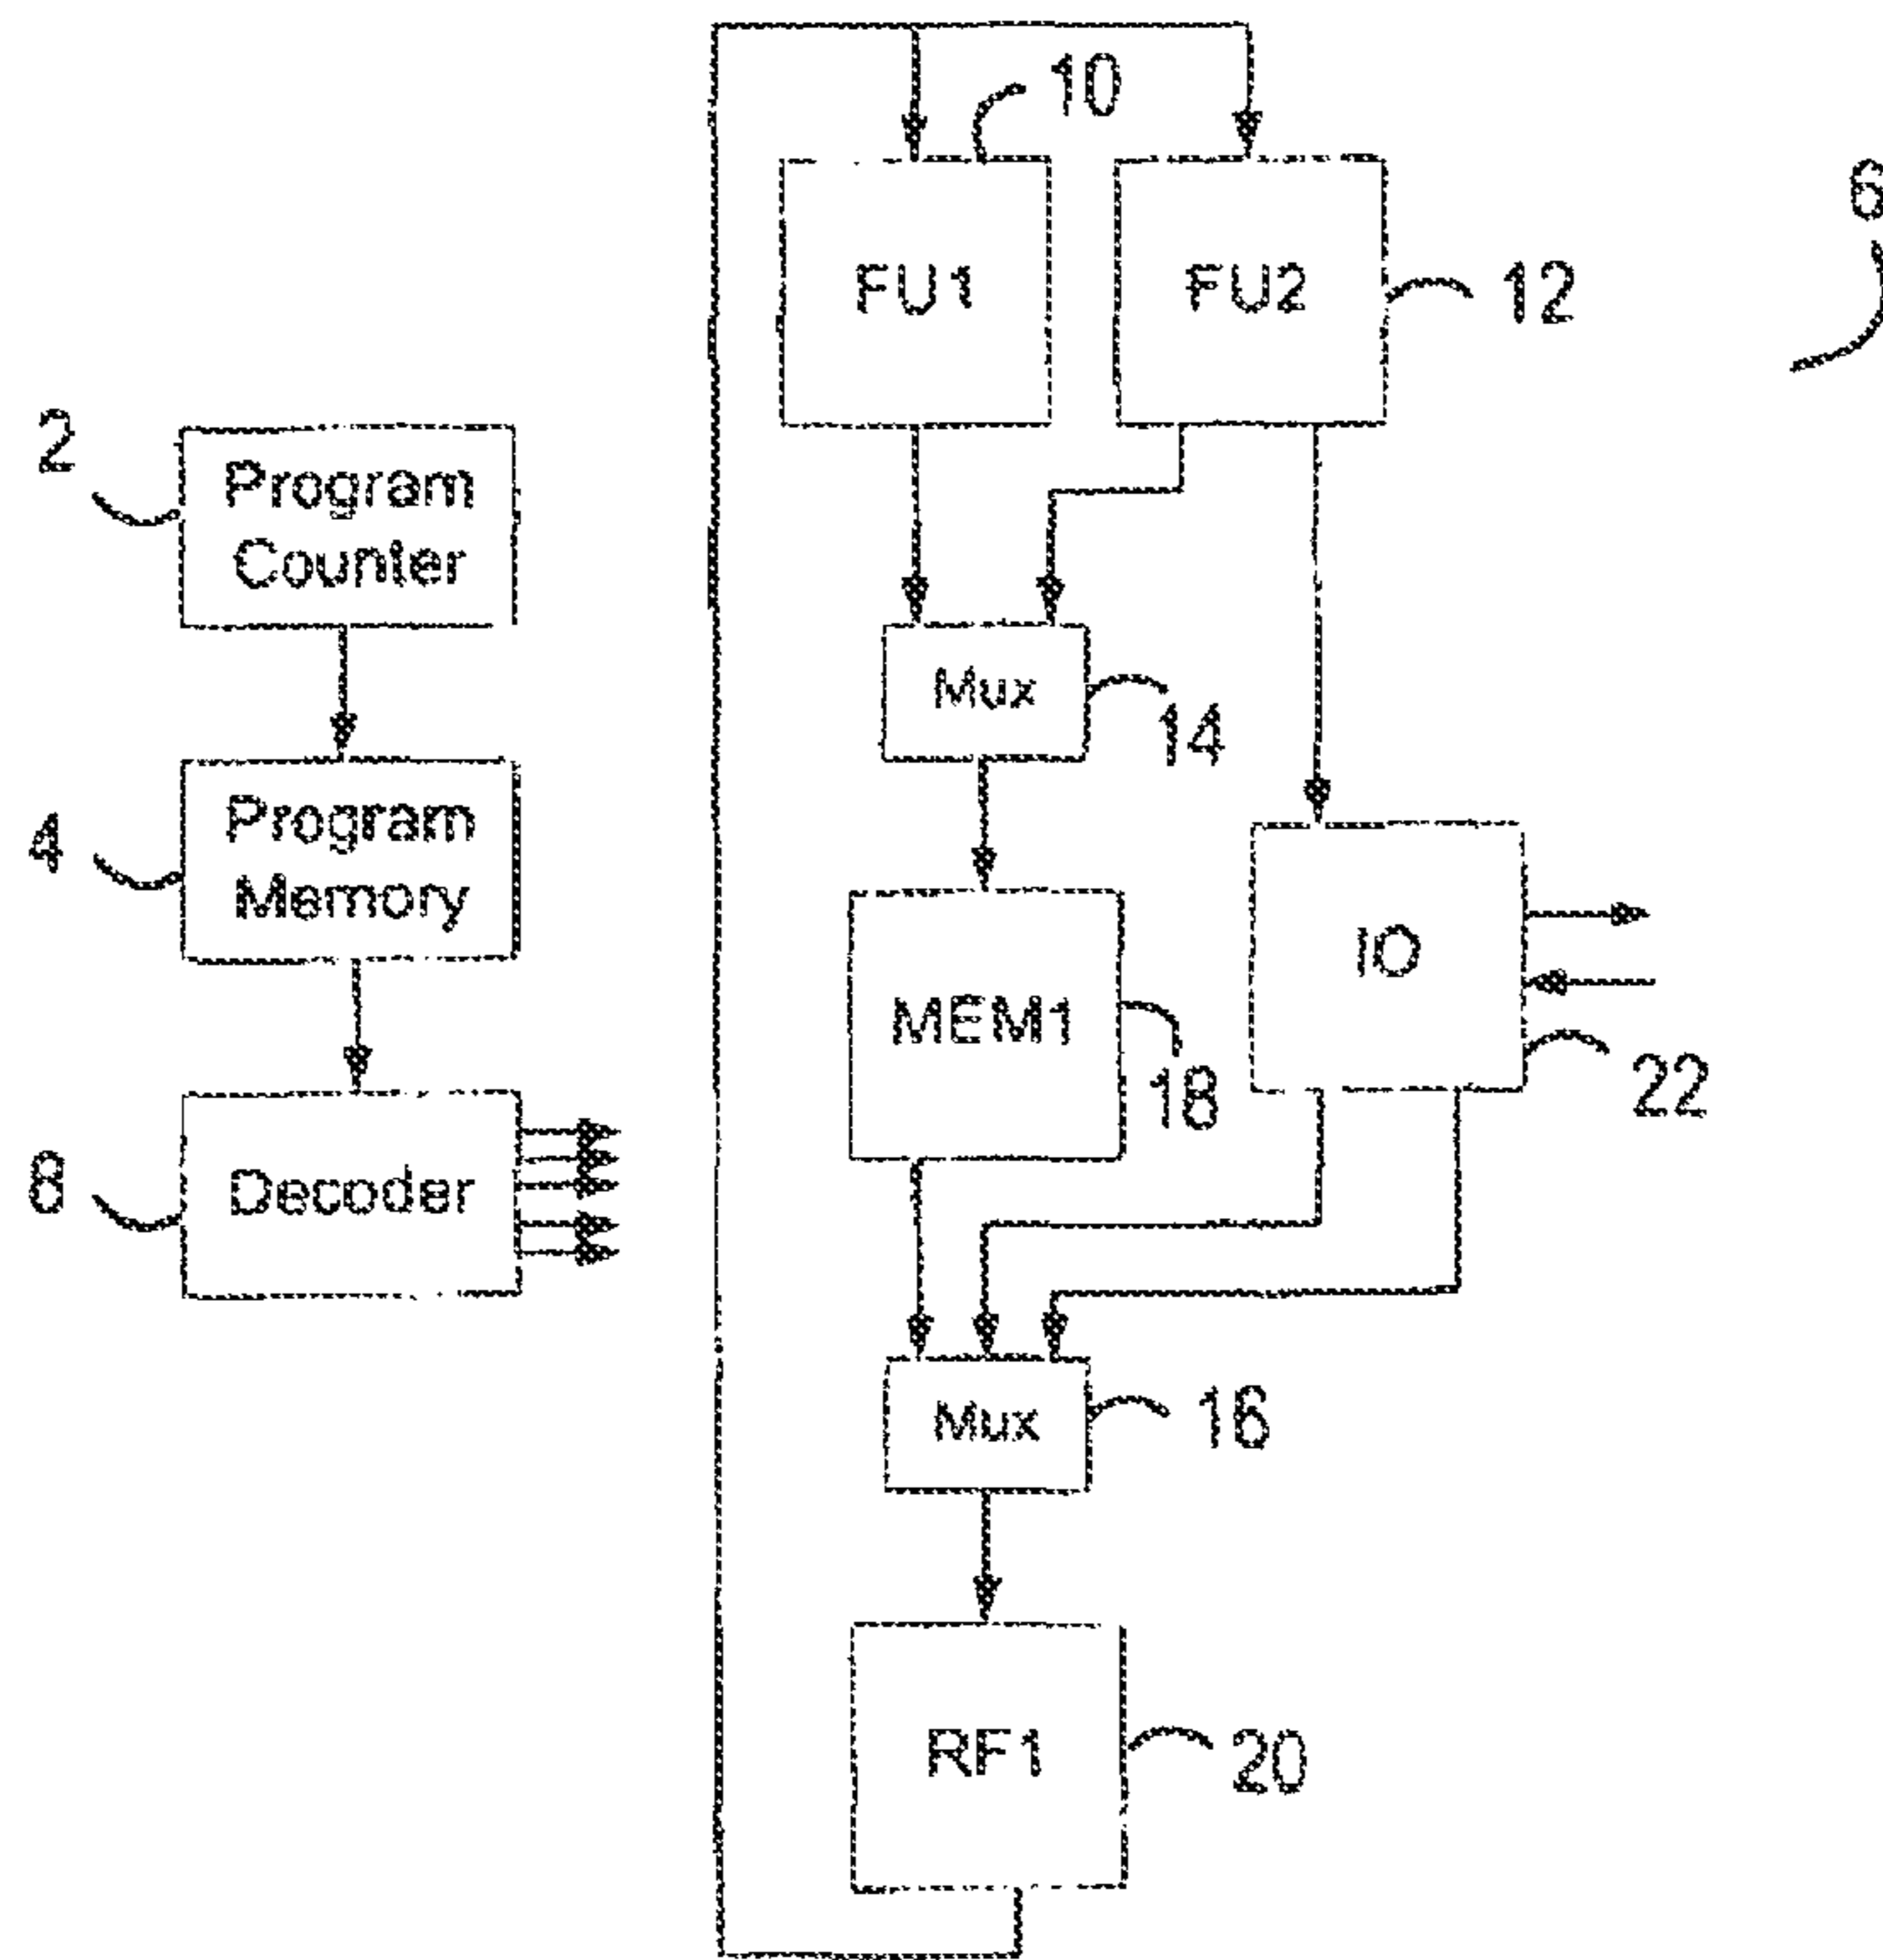 10
6
FU1
FU2
12
2
Program
Counter
Mux
14
4
Program
Memory
IO
MEM1
18
22
8
Decoder
Mux
16
RF1
20